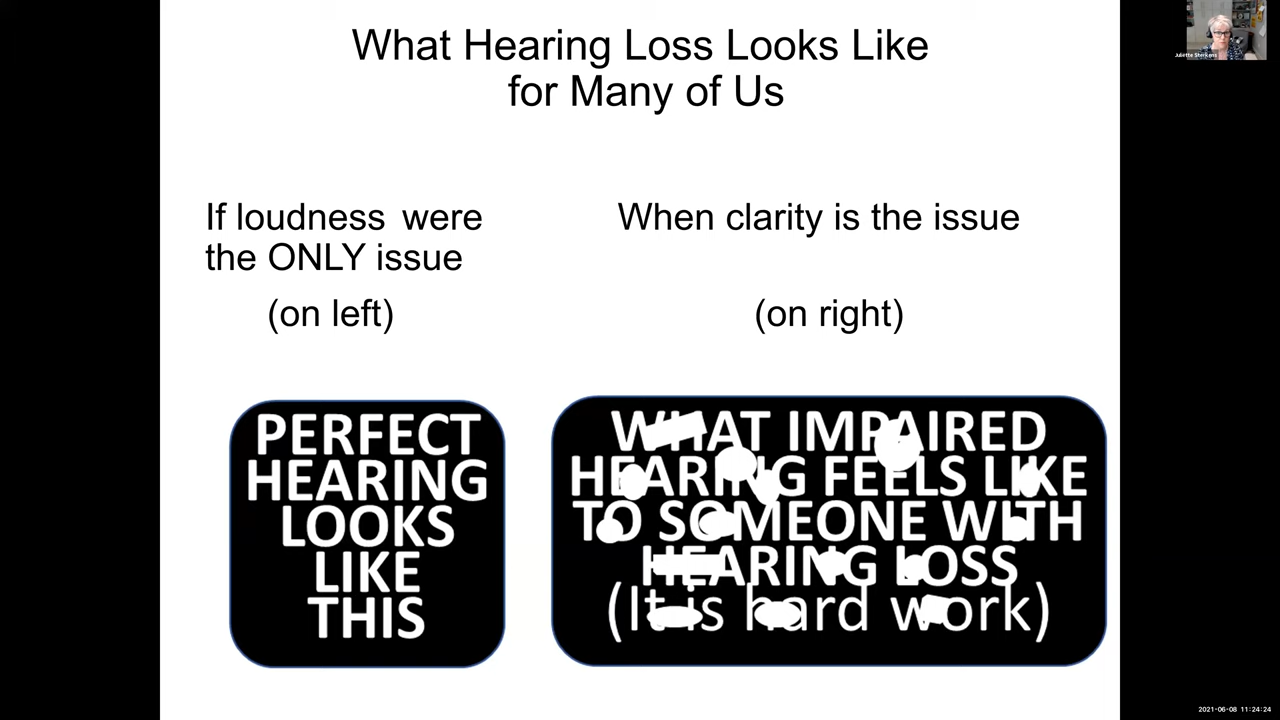 What Hearing Loss Looks Like
for Many of Us
If loudness were
the ONLY issue
(on left)
When clarity is the issue
(on right)
PERFECT
HEARING
LOOKS
LIKE
THIS
WHAT IMPAIRED
HEARING FEELS LIKE
TO SOMEONE WITH
HEARING LOSS
(It is hard work)
Juliette Sterkens
2021-06-08 11:24:24